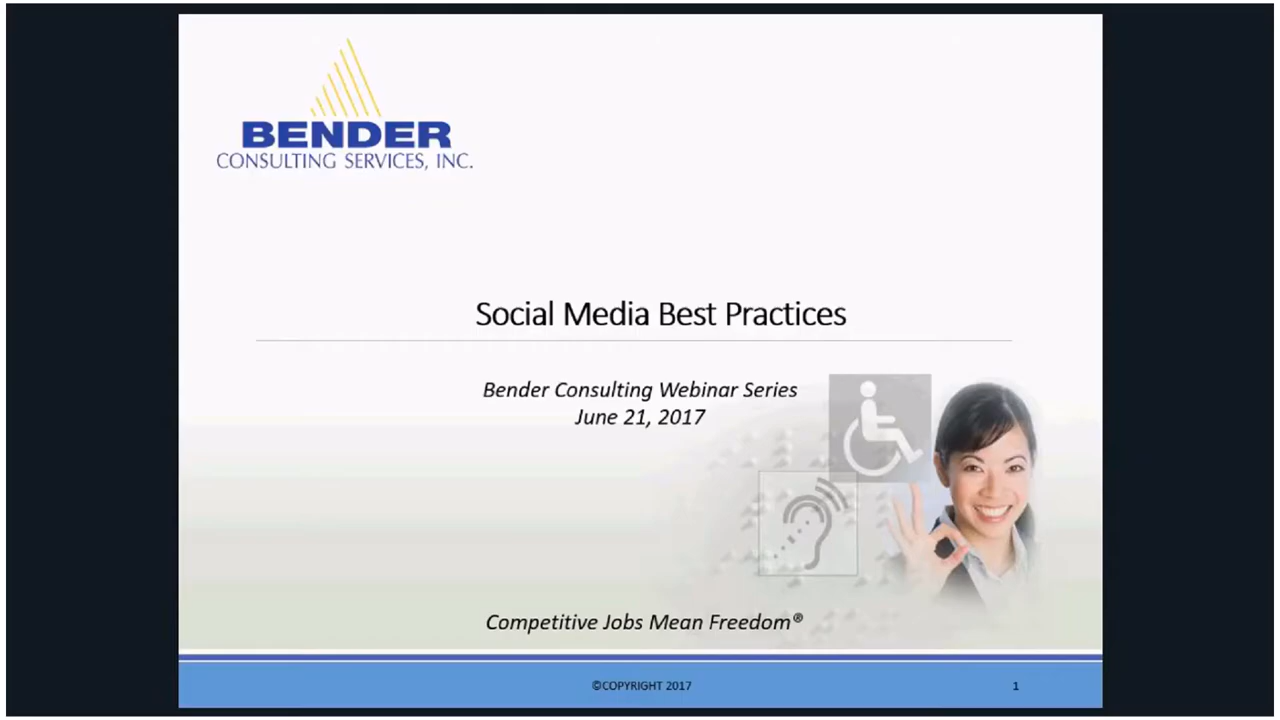 BENDER
CONSULTING SERVICES, INC.
Social Media Best Practices
Bender Consulting Webinar Series
June 21, 2017
Competitive Jobs Mean Freedom®
©COPYRIGHT 2017
1